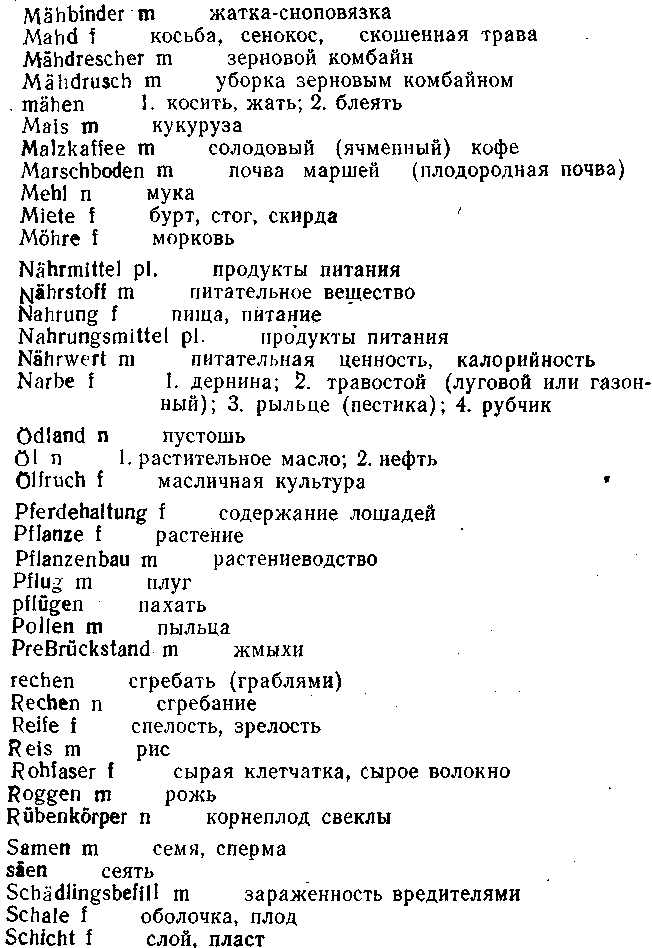 Mähbinder m жатка-сноповязка
Mahd f косьба, сенокос, скошенная трава
Mähdrescher m зерновой комбайн
Mähdrusch m уборка зерновым комбайном
mähen 1. косить, жать; 2. блеять
Mais m кукуруза
Malzkaffee m солодовый (ячменный) кофе
Marschboden m почва маршей (плодородная почва)
Mehl n мука
Miete f бурт, стог, скирда
Möhre f морковь
Nährmittel pl. продукты питания
Nährstoff m питательное вещество
Nahrung f пища, питание
Nahrungsmittel pl. продукты питания
Nährwert m питательная ценность, калорийность
Narbe f 1. дернина; 2. травостой (луговой или газон-
ный); 3. рыльце (пестика); 4. рубчик
Ödland n пустошь
Öl n 1. растительное масло; 2. нефть
Ölfruch f масличная культура
Pferdehaltung f содержание лошадей
Pflanze f растение
Pflanzenbau m растениеводство
Pflug m плуг
pflügen пахать
Pollen m пыльца
PreBrückstand m жмыхи
rechen сгребать (граблями)
Rechen n сгребание
Reife f спелость, зрелость
Reis m рис
Rohfaser f сырая клетчатка, сырое волокно
Roggen m рожь
Rübenkörper n корнеплод свеклы
Samen m семя, сперма
säen сеять
Schädlingsbefill m зараженность вредителями
Schale f оболочка, плод
Schicht f слой, пласт